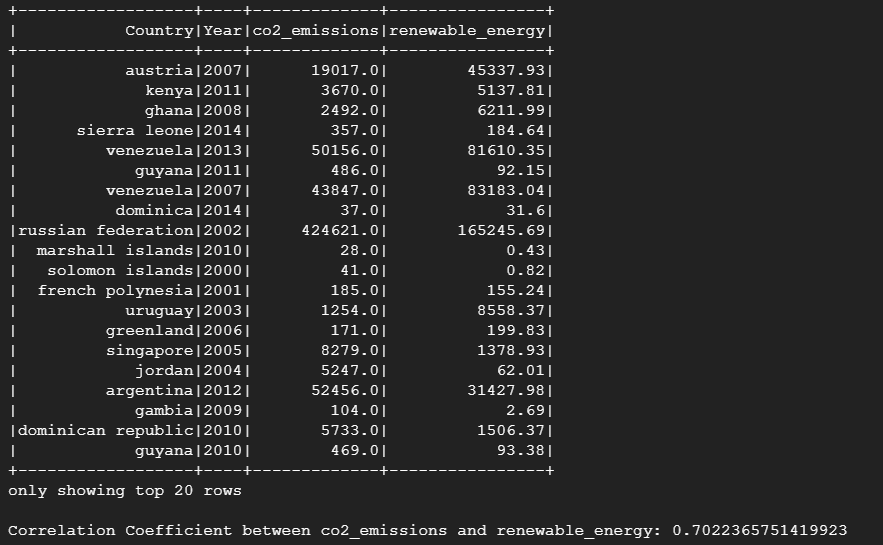 +------------------+----+-------------+----------------+
|           Country|Year|co2_emissions|renewable_energy|
+------------------+----+-------------+----------------+
|           austria|2007|      19017.0|        45337.93|
|             kenya|2011|       3670.0|         5137.81|
|             ghana|2008|       2492.0|         6211.99|
|      sierra leone|2014|        357.0|          184.64|
|         venezuela|2013|      50156.0|        81610.35|
|            guyana|2011|        486.0|           92.15|
|         venezuela|2007|      43847.0|        83183.04|
|          dominica|2014|         37.0|            31.6|
|russian federation|2002|     424621.0|       165245.69|
|  marshall islands|2010|         28.0|            0.43|
|   solomon islands|2000|         41.0|            0.82|
|  french polynesia|2001|        185.0|          155.24|
|           uruguay|2003|       1254.0|         8558.37|
|         greenland|2006|        171.0|          199.83|
|         singapore|2005|       8279.0|         1378.93|
|            jordan|2004|       5247.0|           62.01|
|         argentina|2012|      52456.0|        31427.98|
|            gambia|2009|        104.0|            2.69|
|dominican republic|2010|       5733.0|         1506.37|
|            guyana|2010|        469.0|           93.38|
+------------------+----+-------------+----------------+
only showing top 20 rows

Correlation Coefficient between co2_emissions and renewable_energy: 0.7022365751419923